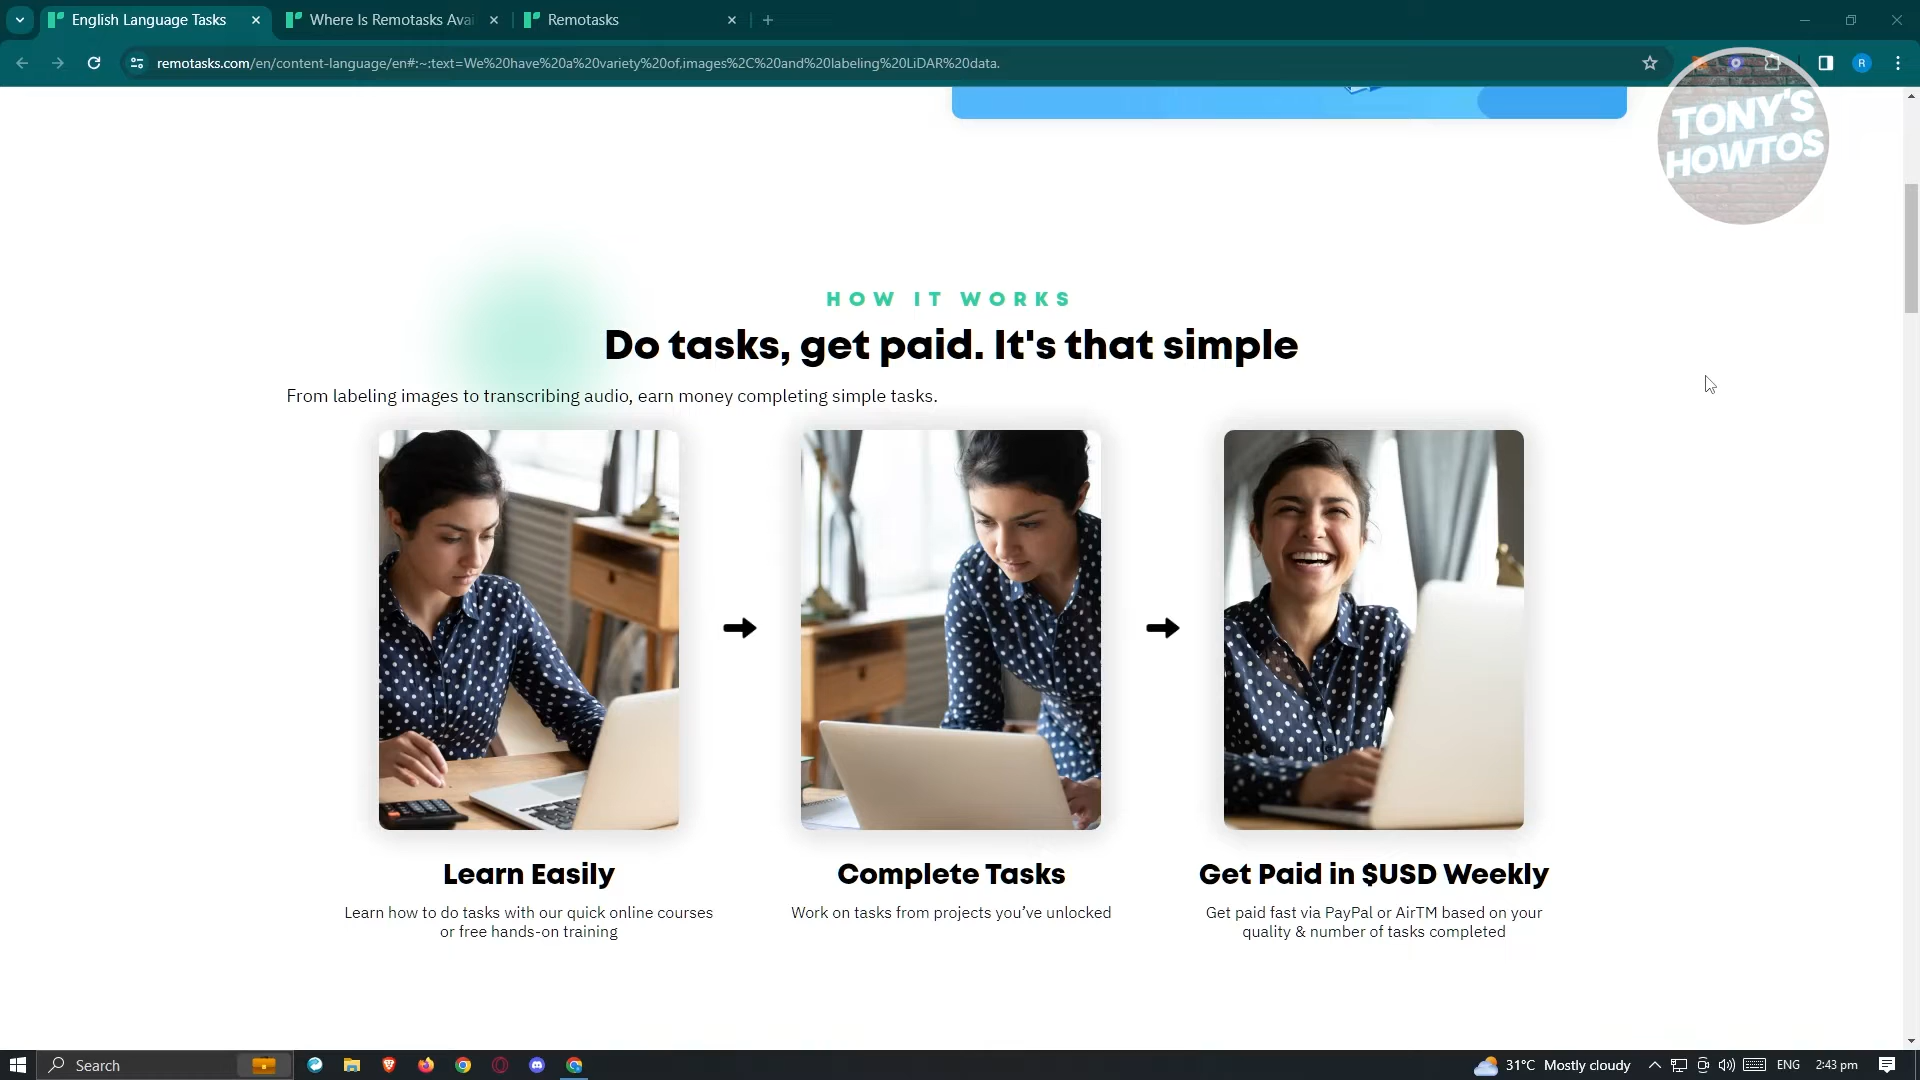 English Language Tasks
Where Is Remotasks Avai
Remotasks
remotasks.com/en/content-language/en#:~:text=We%20have%20a%20variety%20of,images%2C%20and%20labeling%20LiDAR%20data.
R
TONY'S
HOWTOS
HOW IT WORKS
Do tasks, get paid. It's that simple
From labeling images to transcribing audio, earn money completing simple tasks.
Learn Easily
Learn how to do tasks with our quick online courses
or free hands-on training
Complete Tasks
Work on tasks from projects you’ve unlocked
Get Paid in $USD Weekly
Get paid fast via PayPal or AirTM based on your
quality & number of tasks completed
Search
31°C Mostly cloudy
ENG
2:43 pm